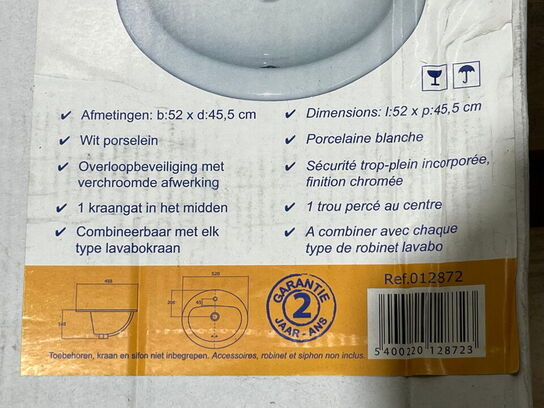 Afmetingen: b:52 x d:45,5 cm
Wit porselein
Overloopbeveiliging met
verchroomde afwerking
1 kraangat in het midden
Combineerbaar met elk
type lavabokraan
Dimensions: l:52 x p:45,5 cm
Porcelaine blanche
Sécurité trop-plein incorporée,
finition chromée
1 trou percé au centre
A combiner avec chaque
type de robinet lavabo
520
200
GARANTIE
2
JAAR-ANS
Ref.012872
5 400220 128723
Toebehoren, kraan en sifon niet inbegrepen. Accessoires, robinet et siphon non inclus.